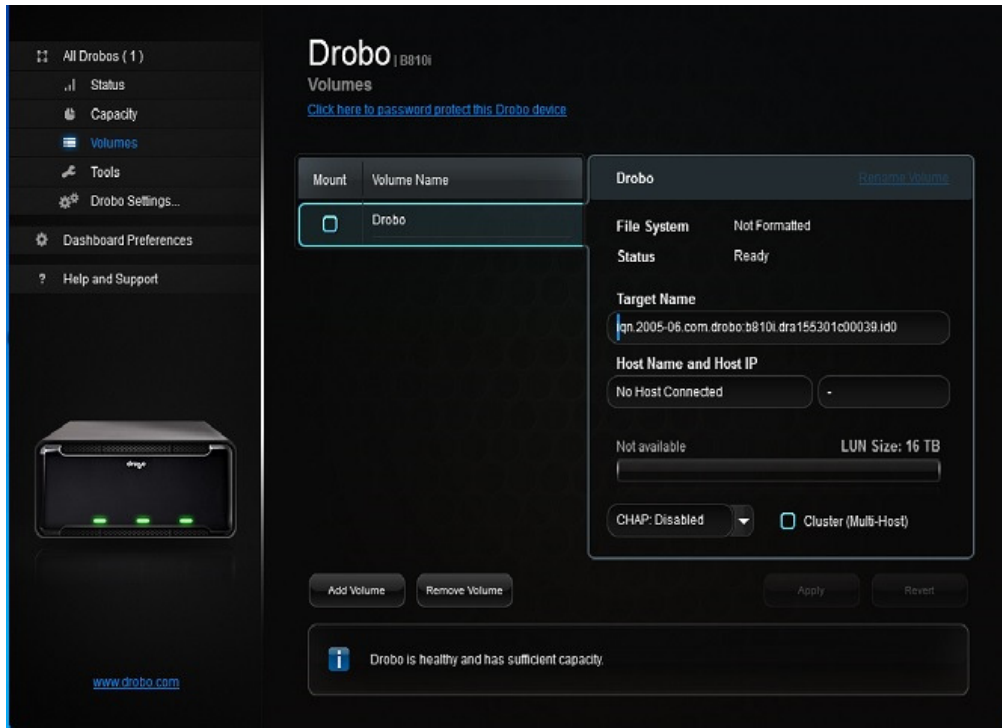 All Drobos ( 1 )
Status
Capacity
Volumes
Tools
Drobo Settings...
Dashboard Preferences
? Help and Support
drobo
www.drobo.com
Drobo | B810i
Volumes
Click here to password protect this Drobo device
Mount Volume Name
Drobo
Drobo Rename Volume
File System Not Formatted
Status Ready
Target Name
iqn.2005-06.com.drobo:b810i.dra155301c00039.id0
Host Name and Host IP
No Host Connected -
Not available LUN Size: 16 TB
CHAP: Disabled Cluster (Multi-Host)
Add Volume Remove Volume Apply Revert
i Drobo is healthy and has sufficient capacity.